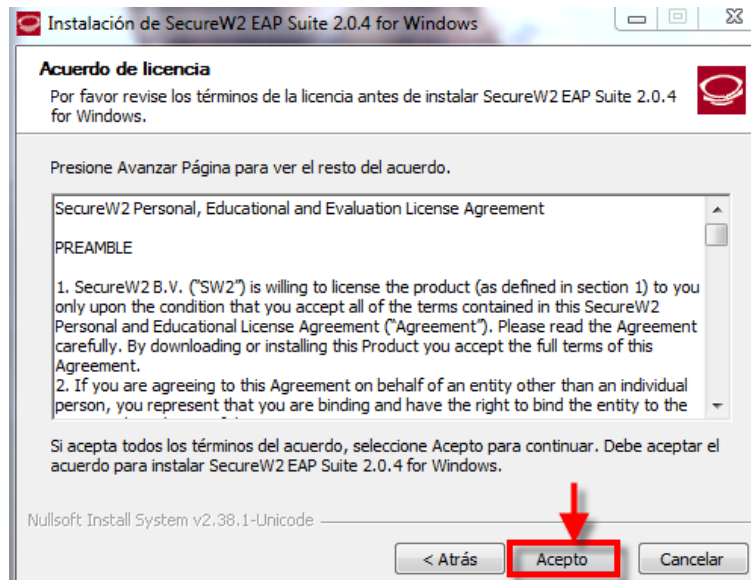 Instalación de SecureW2 EAP Suite 2.0.4 for Windows
Acuerdo de licencia
Por favor revise los términos de la licencia antes de instalar SecureW2 EAP Suite 2.0.4
for Windows.
Presione Avanzar Página para ver el resto del acuerdo.
SecureW2 Personal, Educational and Evaluation License Agreement
PREAMBLE
1. SecureW2 B.V. ("SW2") is willing to license the product (as defined in section 1) to you
only upon the condition that you accept all of the terms contained in this SecureW2
Personal and Educational License Agreement ("Agreement"). Please read the Agreement
carefully. By downloading or installing this Product you accept the full terms of this
Agreement.
2. If you are agreeing to this Agreement on behalf of an entity other than an individual
person, you represent that you are binding and have the right to bind the entity to the
Si acepta todos los términos del acuerdo, seleccione Acepto para continuar. Debe aceptar el
acuerdo para instalar SecureW2 EAP Suite 2.0.4 for Windows.
Nullsoft Install System v2.38.1-Unicode
< Atrás Acepto Cancelar